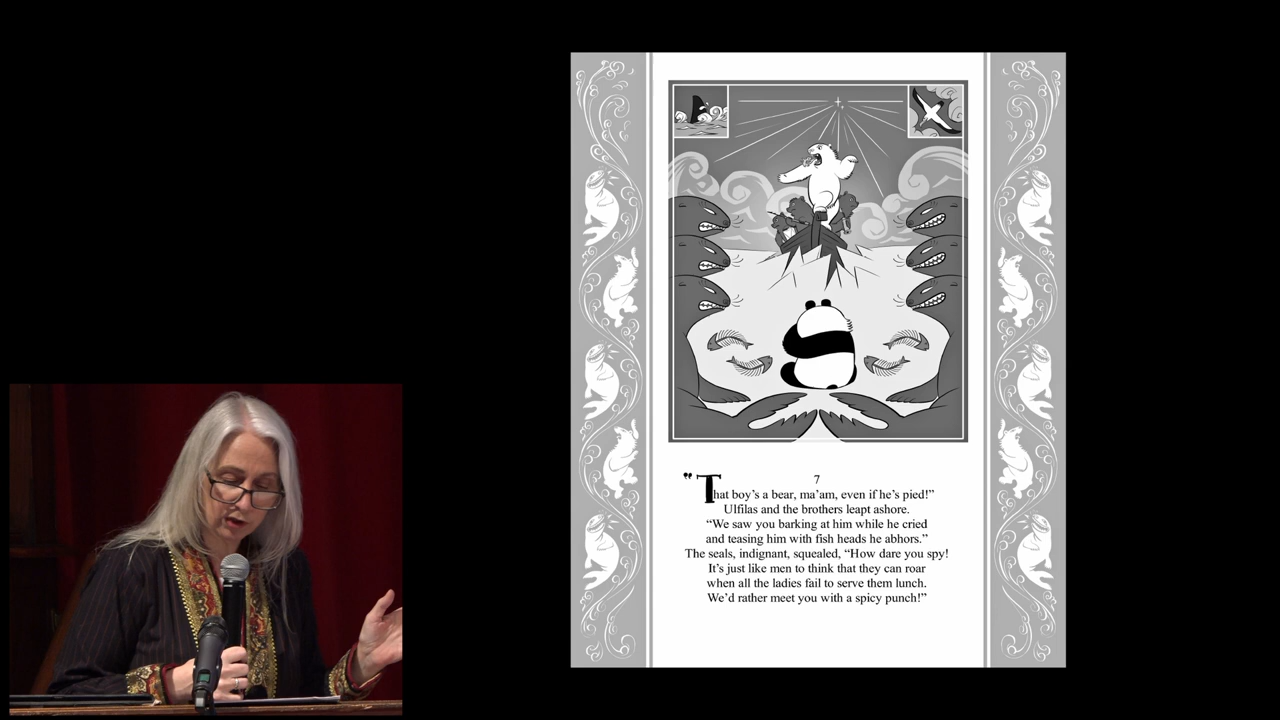 7
“That boy’s a bear, ma’am, even if he’s pied!”
Ulfilas and the brothers leapt ashore.
“We saw you barking at him while he cried
and teasing him with fish heads he abhors.”
The seals, indignant, squealed, “How dare you spy!
It’s just like men to think that they can roar
when all the ladies fail to serve them lunch.
We’d rather meet you with a spicy punch!”